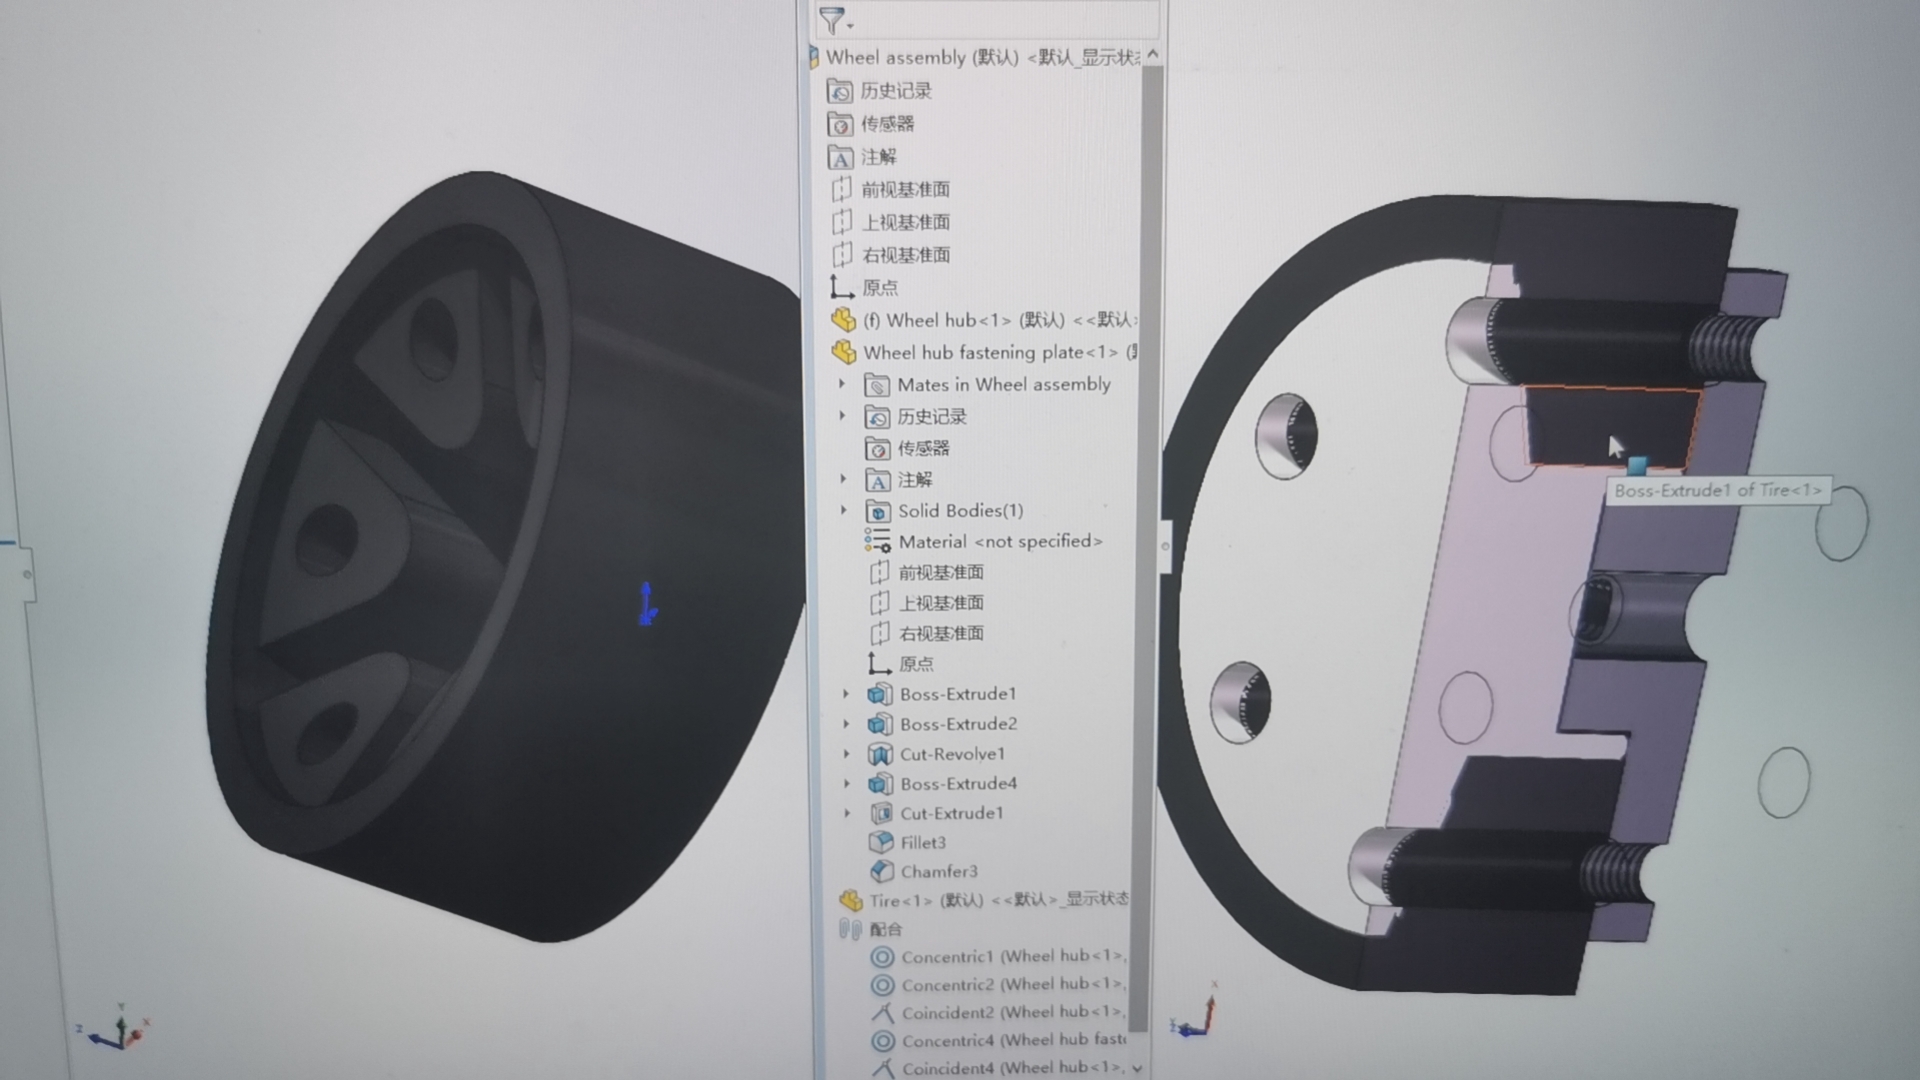 Wheel assembly (默认) <默认_显示状态
历史记录
传感器
A 注解
前视基准面
上视基准面
右视基准面
原点
(f) Wheel hub<1> (默认) <<默认>
Wheel hub fastening plate<1> (
Mates in Wheel assembly
历史记录
传感器
A 注解
Solid Bodies(1)
Material <not specified>
前视基准面
上视基准面
右视基准面
原点
Boss-Extrude1
Boss-Extrude2
Cut-Revolve1
Boss-Extrude4
Cut-Extrude1
Fillet3
Chamfer3
Tire<1> (默认) <<默认>_显示状态
配合
Concentric1 (Wheel hub<1>,
Concentric2 (Wheel hub<1>,
Coincident2 (Wheel hub<1>,
Concentric4 (Wheel hub faste
Coincident4 (Wheel hub<1>,
Boss-Extrude1 of Tire<1>
Z Y X
X